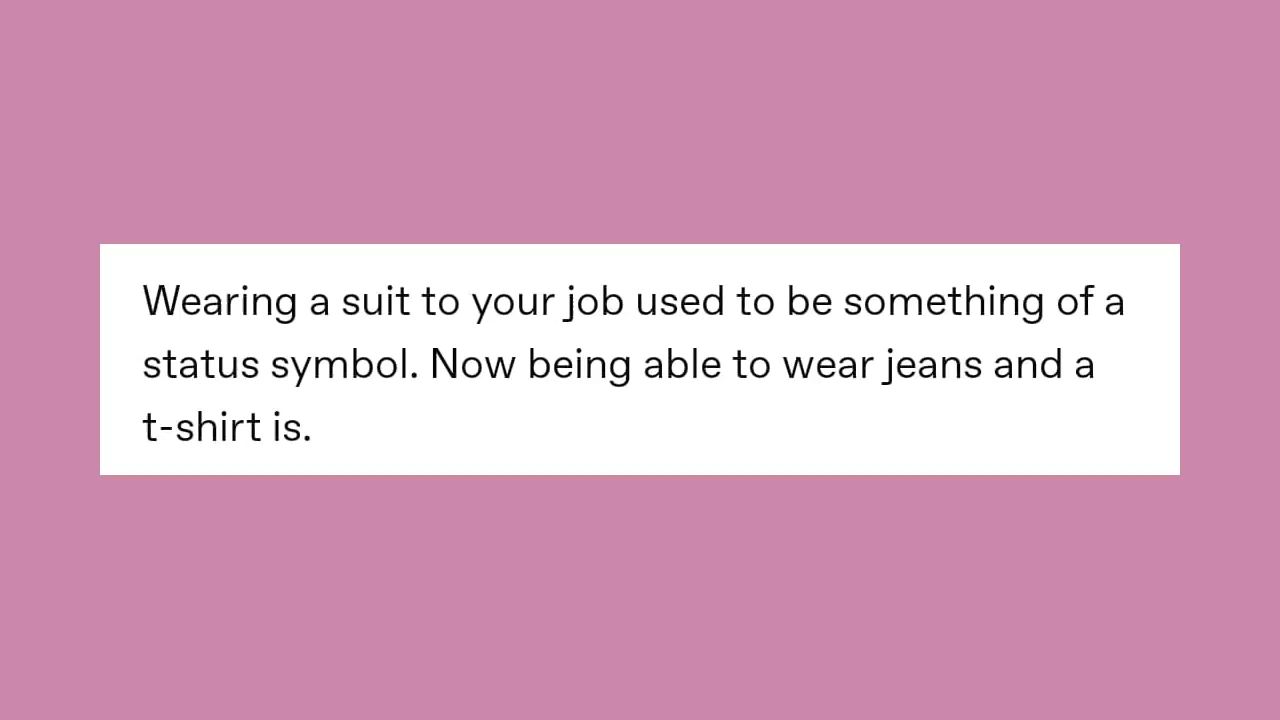 Wearing a suit to your job used to be something of a
status symbol. Now being able to wear jeans and a
t-shirt is.